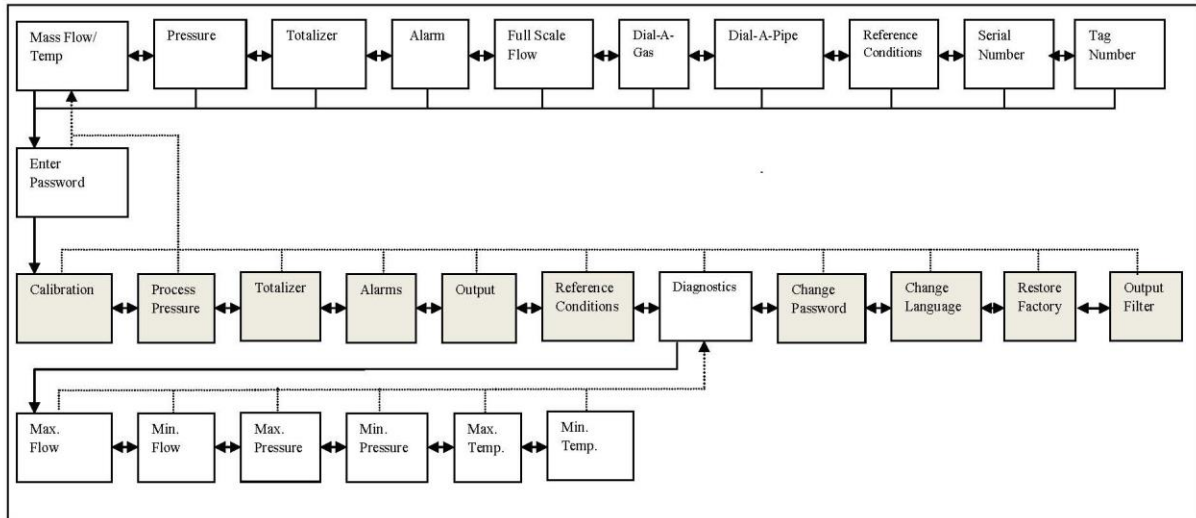 Mass Flow/
Temp
Pressure
Totalizer
Alarm
Full Scale
Flow
Dial-A-
Gas
Dial-A-Pipe
Reference
Conditions
Serial
Number
Tag
Number
Enter
Password
Calibration
Process
Pressure
Totalizer
Alarms
Output
Reference
Conditions
Diagnostics
Change
Password
Change
Language
Restore
Factory
Output
Filter
Max.
Flow
Min.
Flow
Max.
Pressure
Min.
Pressure
Max.
Temp.
Min.
Temp.